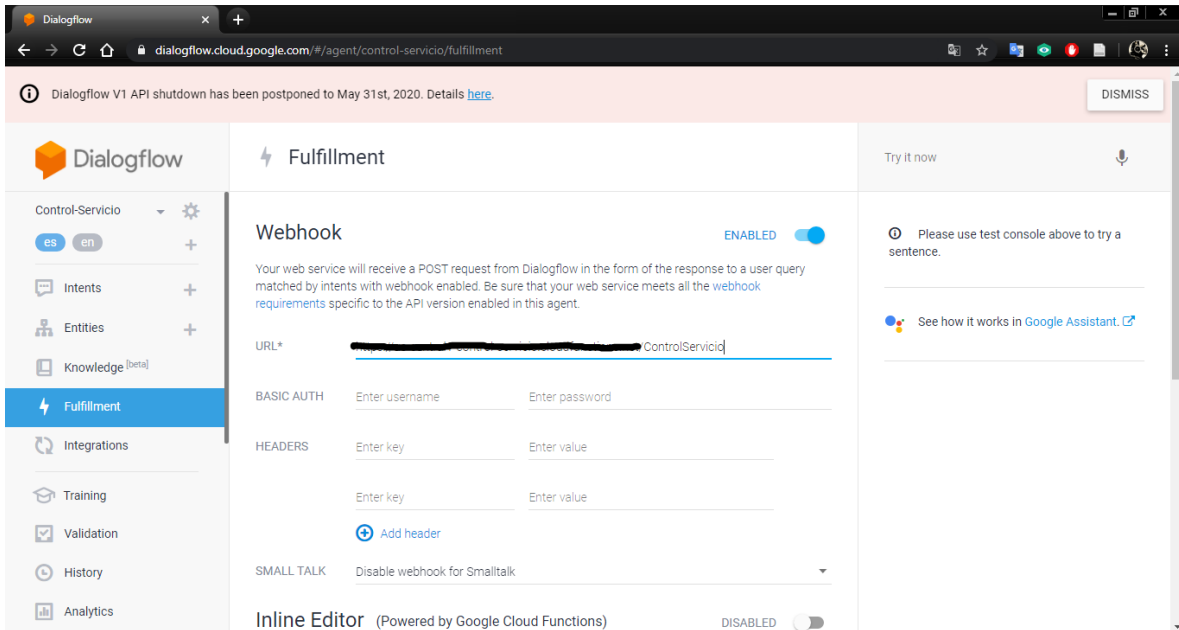 Dialogflow
dialogflow.cloud.google.com/#/agent/control-servicio/fulfillment
Dialogflow V1 API shutdown has been postponed to May 31st, 2020. Details here.
DISMISS
Dialogflow
Fulfillment
Try it now
Control-Servicio
es en
Intents
Entities
Knowledge [beta]
Fulfillment
Integrations
Training
Validation
History
Analytics
Webhook
ENABLED
Your web service will receive a POST request from Dialogflow in the form of the response to a user query
matched by intents with webhook enabled. Be sure that your web service meets all the webhook
requirements specific to the API version enabled in this agent.
URL* /ControlServicio
BASIC AUTH Enter username Enter password
HEADERS Enter key Enter value
Enter key Enter value
Add header
SMALL TALK Disable webhook for Smalltalk
Inline Editor (Powered by Google Cloud Functions) DISABLED
Please use test console above to try a
sentence.
See how it works in Google Assistant.